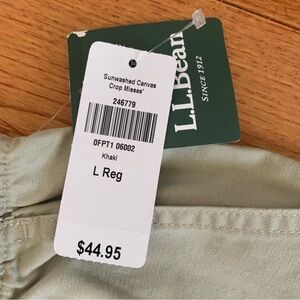 Sunwashed Canvas
Crop Misses'
246779
0FPT1 06002
Khaki
L Reg
$44.95
L.L.Bean
SINCE 1912